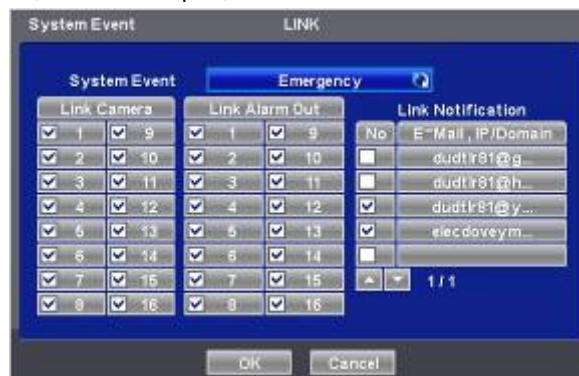 System Event LINK
System Event Emergency
Link Camera Link Alarm Out Link Notification
1 9 1 9 No E-Mail , IP/Domain
2 10 2 10 dudtlr81@g...
3 11 3 11 dudtlr81@h...
4 12 4 12 dudtlr81@y...
5 13 5 13 elecdoveym...
6 14 6 14
7 15 7 15 1/1
8 16 8 16
OK Cancel